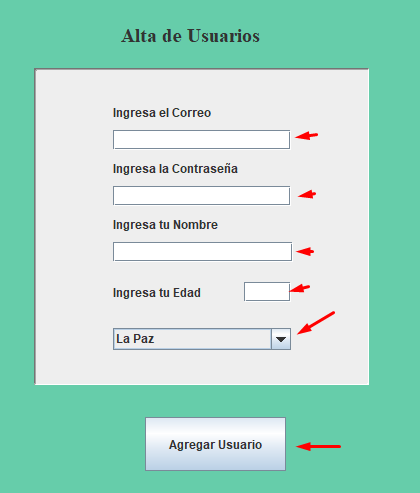 Alta de Usuarios
Ingresa el Correo
Ingresa la Contraseña
Ingresa tu Nombre
Ingresa tu Edad
La Paz
Agregar Usuario